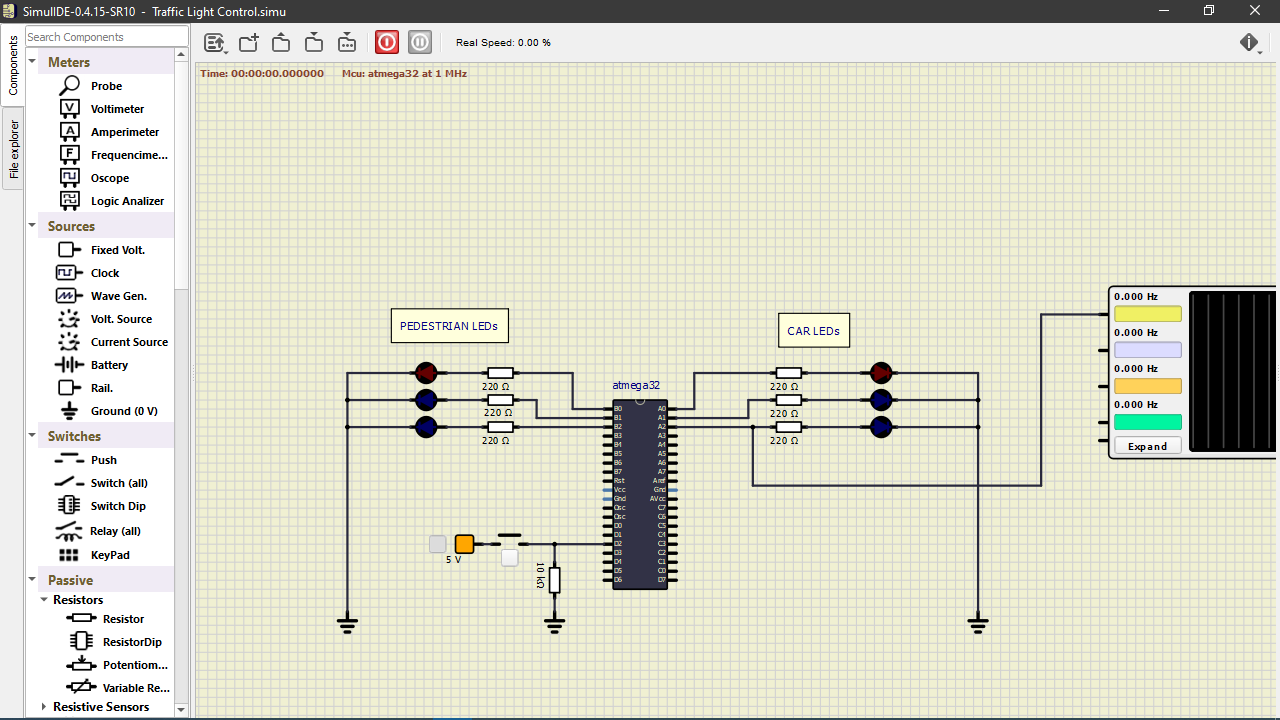 SimulIDE-0.4.15-SR10 - Traffic Light Control.simu
Components
File explorer
Search Components
Meters
Probe
Voltimeter
Amperimeter
Frequencime...
Oscope
Logic Analizer
Sources
Fixed Volt.
Clock
Wave Gen.
Volt. Source
Current Source
Battery
Rail.
Ground (0 V)
Switches
Push
Switch (all)
Switch Dip
Relay (all)
KeyPad
Passive
Resistors
Resistor
ResistorDip
Potentiom...
Variable Re...
Resistive Sensors
Real Speed: 0.00 %
Time: 00:00:00.000000 Mcu: atmega32 at 1 MHz
PEDESTRIAN LEDs
CAR LEDs
220 Ω
220 Ω
220 Ω
atmega32
B0 A0
B1 A1
B2 A2
B3 A3
B4 A4
B5 A5
B6 A6
B7 A7
Rst Aref
Vcc Gnd
Gnd AVcc
Osc C7
Osc C6
D0 C5
D1 C4
D2 C3
D3 C2
D4 C1
D5 C0
D6 D7
220 Ω
220 Ω
220 Ω
5 V
10 kΩ
0.000 Hz
0.000 Hz
0.000 Hz
0.000 Hz
Expand